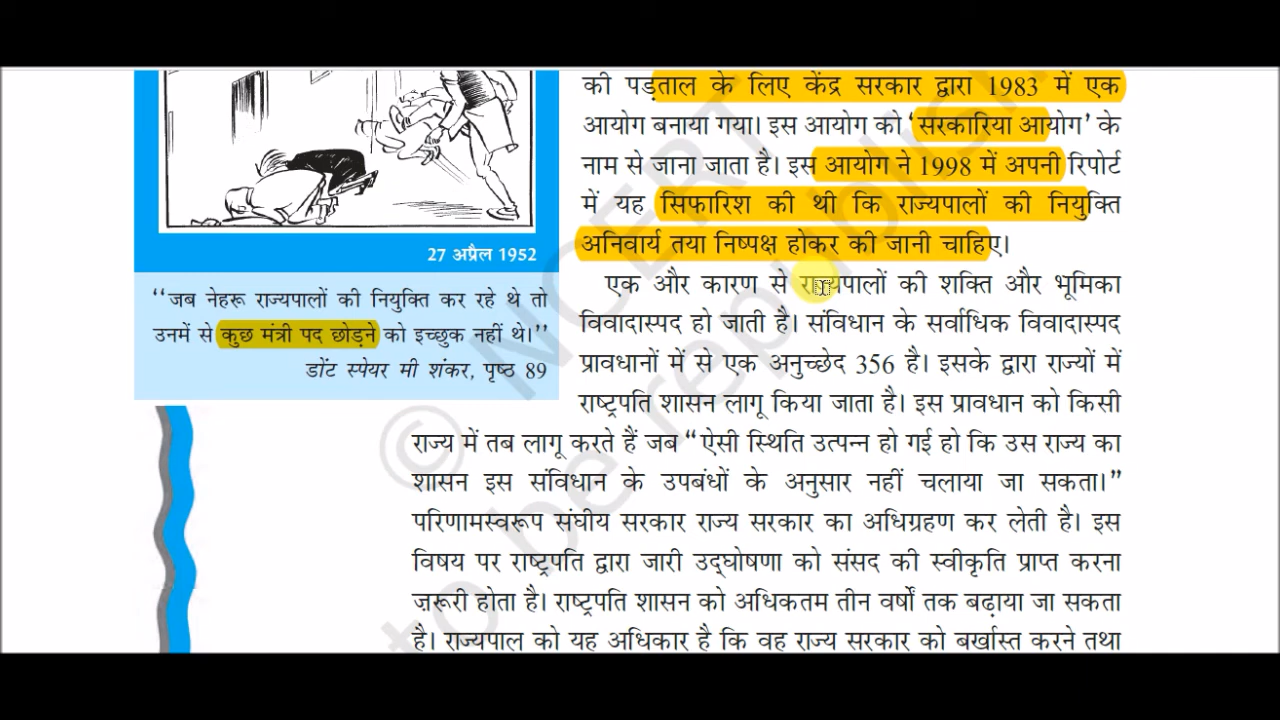 की पड़ताल के लिए केंद्र सरकार द्वारा 1983 में एक
आयोग बनाया गया। इस आयोग को ‘सरकारिया आयोग’ के
नाम से जाना जाता है। इस आयोग ने 1998 में अपनी रिपोर्ट
में यह सिफारिश की थी कि राज्यपालों की नियुक्ति
अनिवार्य तया निष्पक्ष होकर की जानी चाहिए।
27 अप्रैल 1952
‘‘जब नेहरू राज्यपालों की नियुक्ति कर रहे थे तो
उनमें से कुछ मंत्री पद छोड़ने को इच्छुक नहीं थे।’’
डोंट स्पेयर मी शंकर, पृष्ठ 89
एक और कारण से राज्यपालों की शक्ति और भूमिका
विवादास्पद हो जाती है। संविधान के सर्वाधिक विवादास्पद
प्रावधानों में से एक अनुच्छेद 356 है। इसके द्वारा राज्यों में
राष्ट्रपति शासन लागू किया जाता है। इस प्रावधान को किसी
राज्य में तब लागू करते हैं जब “ऐसी स्थिति उत्पन्न हो गई हो कि उस राज्य का
शासन इस संविधान के उपबंधों के अनुसार नहीं चलाया जा सकता।”
परिणामस्वरूप संघीय सरकार राज्य सरकार का अधिग्रहण कर लेती है। इस
विषय पर राष्ट्रपति द्वारा जारी उद्घोषणा को संसद की स्वीकृति प्राप्त करना
ज़रूरी होता है। राष्ट्रपति शासन को अधिकतम तीन वर्षों तक बढ़ाया जा सकता
है। राज्यपाल को यह अधिकार है कि वह राज्य सरकार को बर्खास्त करने तथा
© NCERT
to be republish